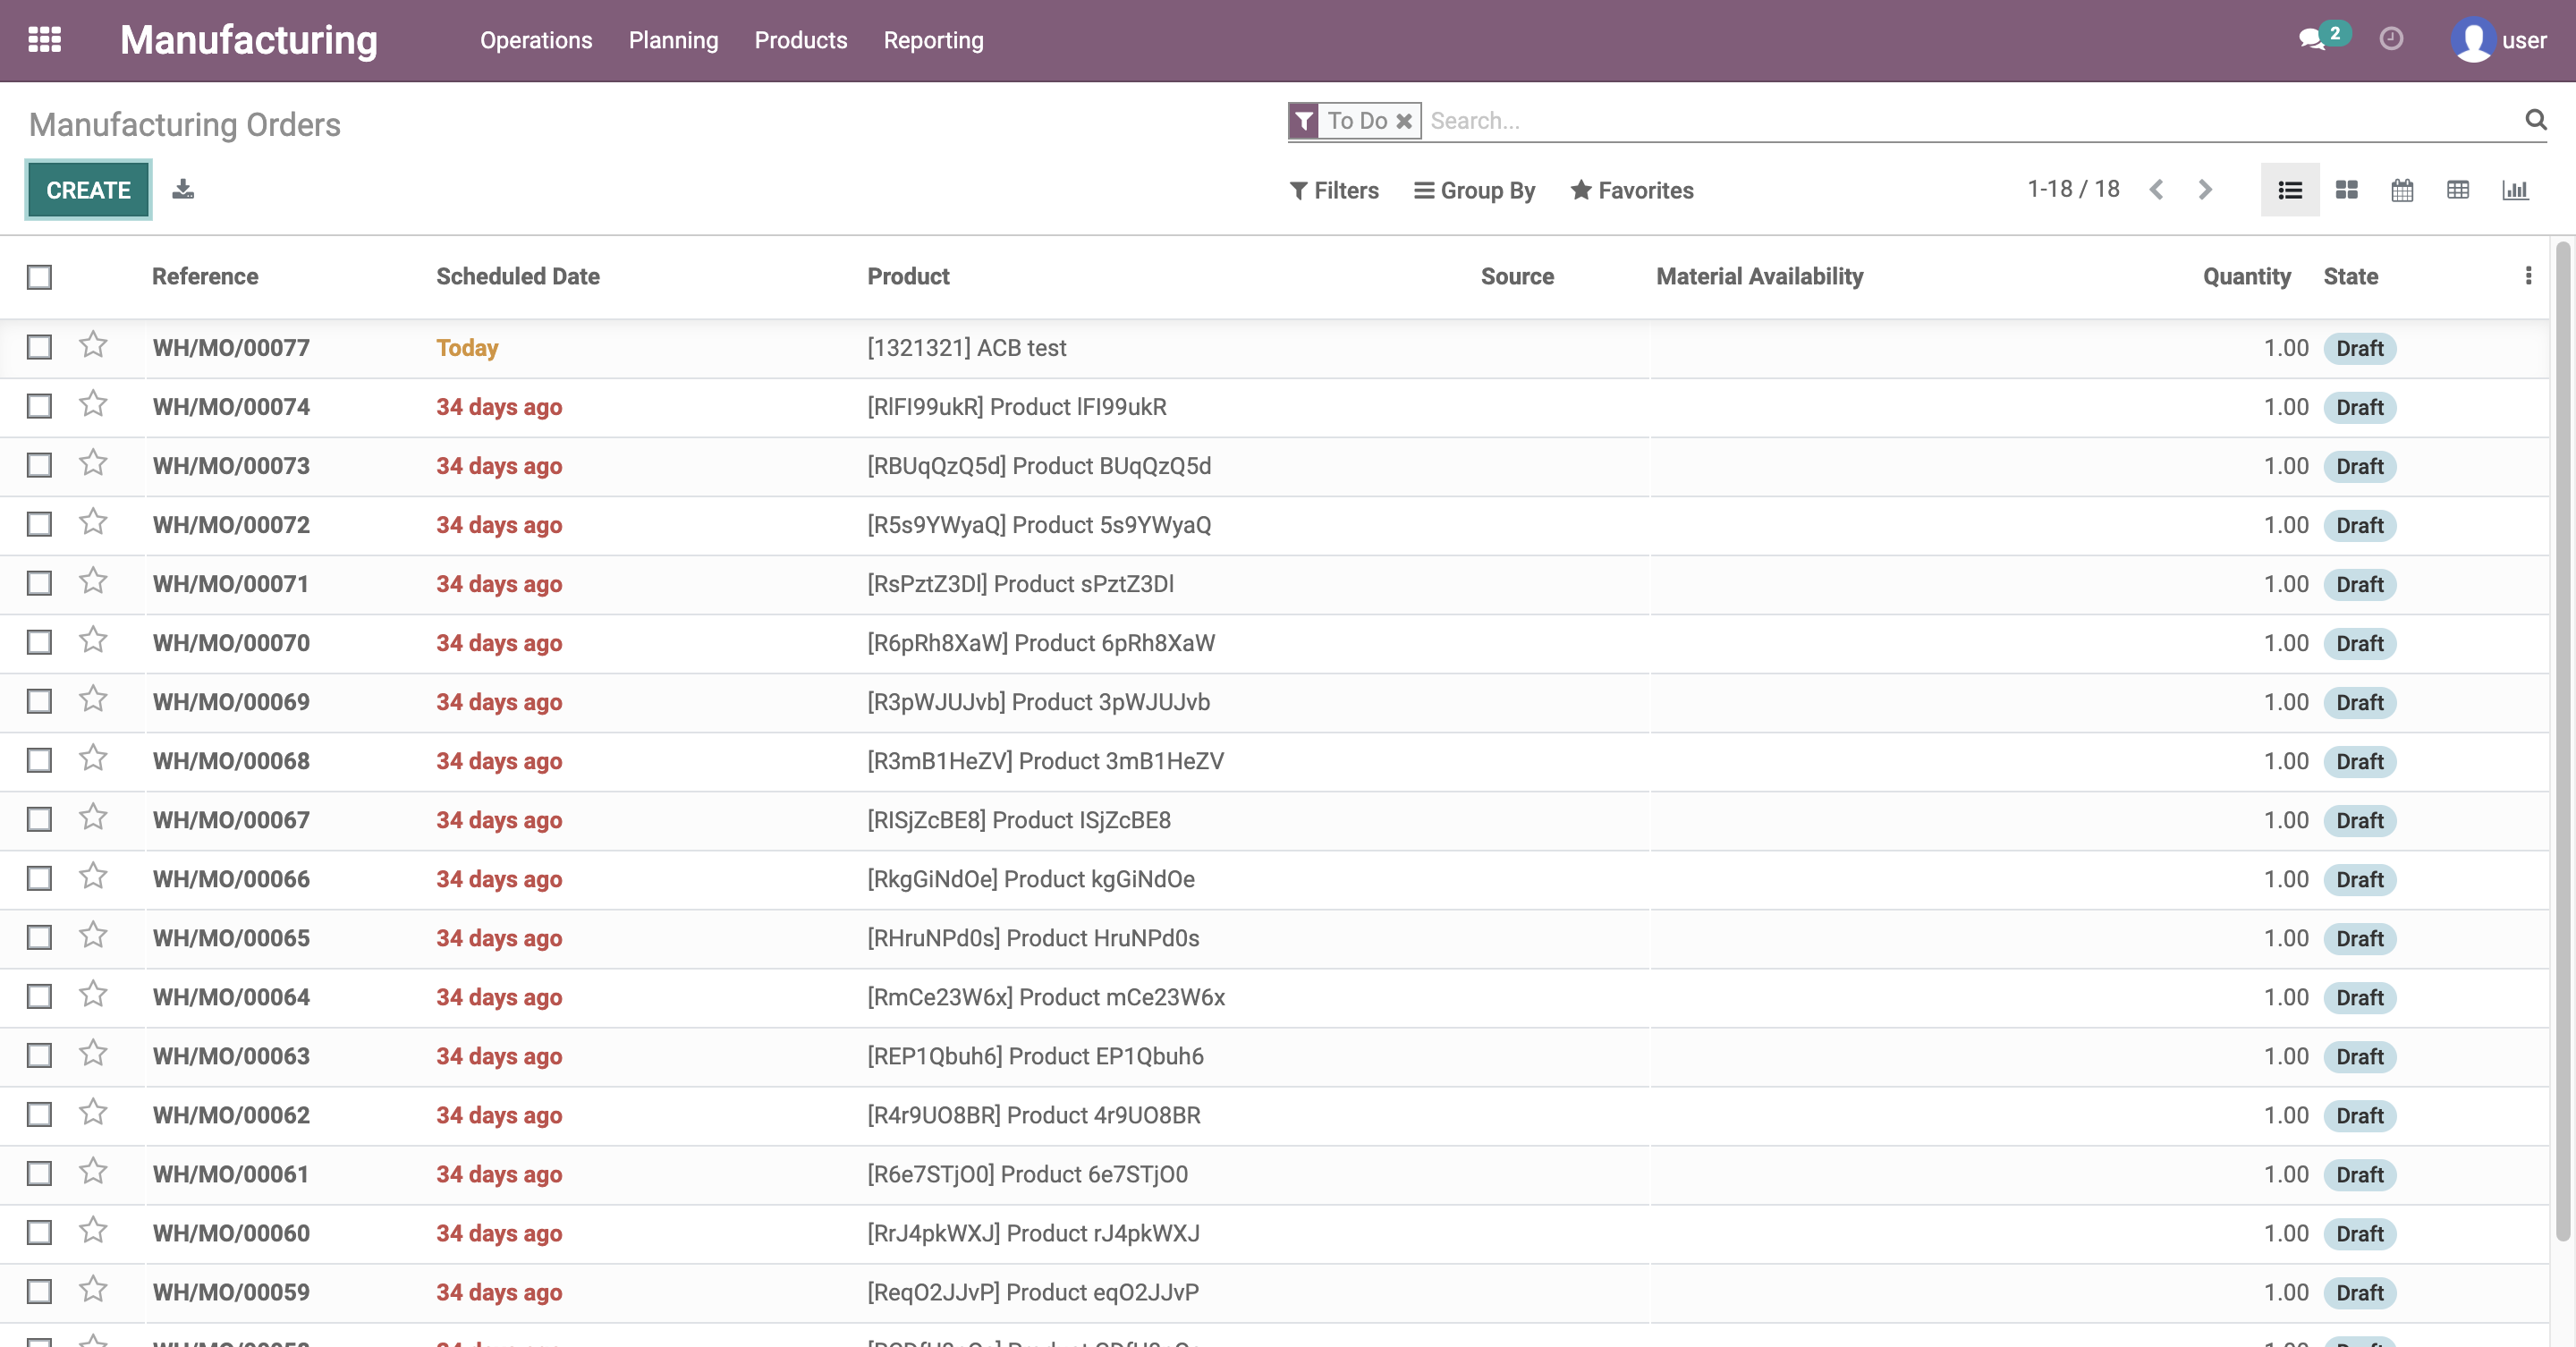 Manufacturing Operations Planning Products Reporting 2 user
Manufacturing Orders To Do Search...
CREATE Filters Group By Favorites 1-18 / 18
Reference Scheduled Date Product Source Material Availability Quantity State
WH/MO/00077 Today [1321321] ACB test 1.00 Draft
WH/MO/00074 34 days ago [RlFI99ukR] Product lFI99ukR 1.00 Draft
WH/MO/00073 34 days ago [RBUqQzQ5d] Product BUqQzQ5d 1.00 Draft
WH/MO/00072 34 days ago [R5s9YWyaQ] Product 5s9YWyaQ 1.00 Draft
WH/MO/00071 34 days ago [RsPztZ3Dl] Product sPztZ3Dl 1.00 Draft
WH/MO/00070 34 days ago [R6pRh8XaW] Product 6pRh8XaW 1.00 Draft
WH/MO/00069 34 days ago [R3pWJUJvb] Product 3pWJUJvb 1.00 Draft
WH/MO/00068 34 days ago [R3mB1HeZV] Product 3mB1HeZV 1.00 Draft
WH/MO/00067 34 days ago [RISjZcBE8] Product ISjZcBE8 1.00 Draft
WH/MO/00066 34 days ago [RkgGiNdOe] Product kgGiNdOe 1.00 Draft
WH/MO/00065 34 days ago [RHruNPd0s] Product HruNPd0s 1.00 Draft
WH/MO/00064 34 days ago [RmCe23W6x] Product mCe23W6x 1.00 Draft
WH/MO/00063 34 days ago [REP1Qbuh6] Product EP1Qbuh6 1.00 Draft
WH/MO/00062 34 days ago [R4r9UO8BR] Product 4r9UO8BR 1.00 Draft
WH/MO/00061 34 days ago [R6e7STjO0] Product 6e7STjO0 1.00 Draft
WH/MO/00060 34 days ago [RrJ4pkWXJ] Product rJ4pkWXJ 1.00 Draft
WH/MO/00059 34 days ago [ReqO2JJvP] Product eqO2JJvP 1.00 Draft